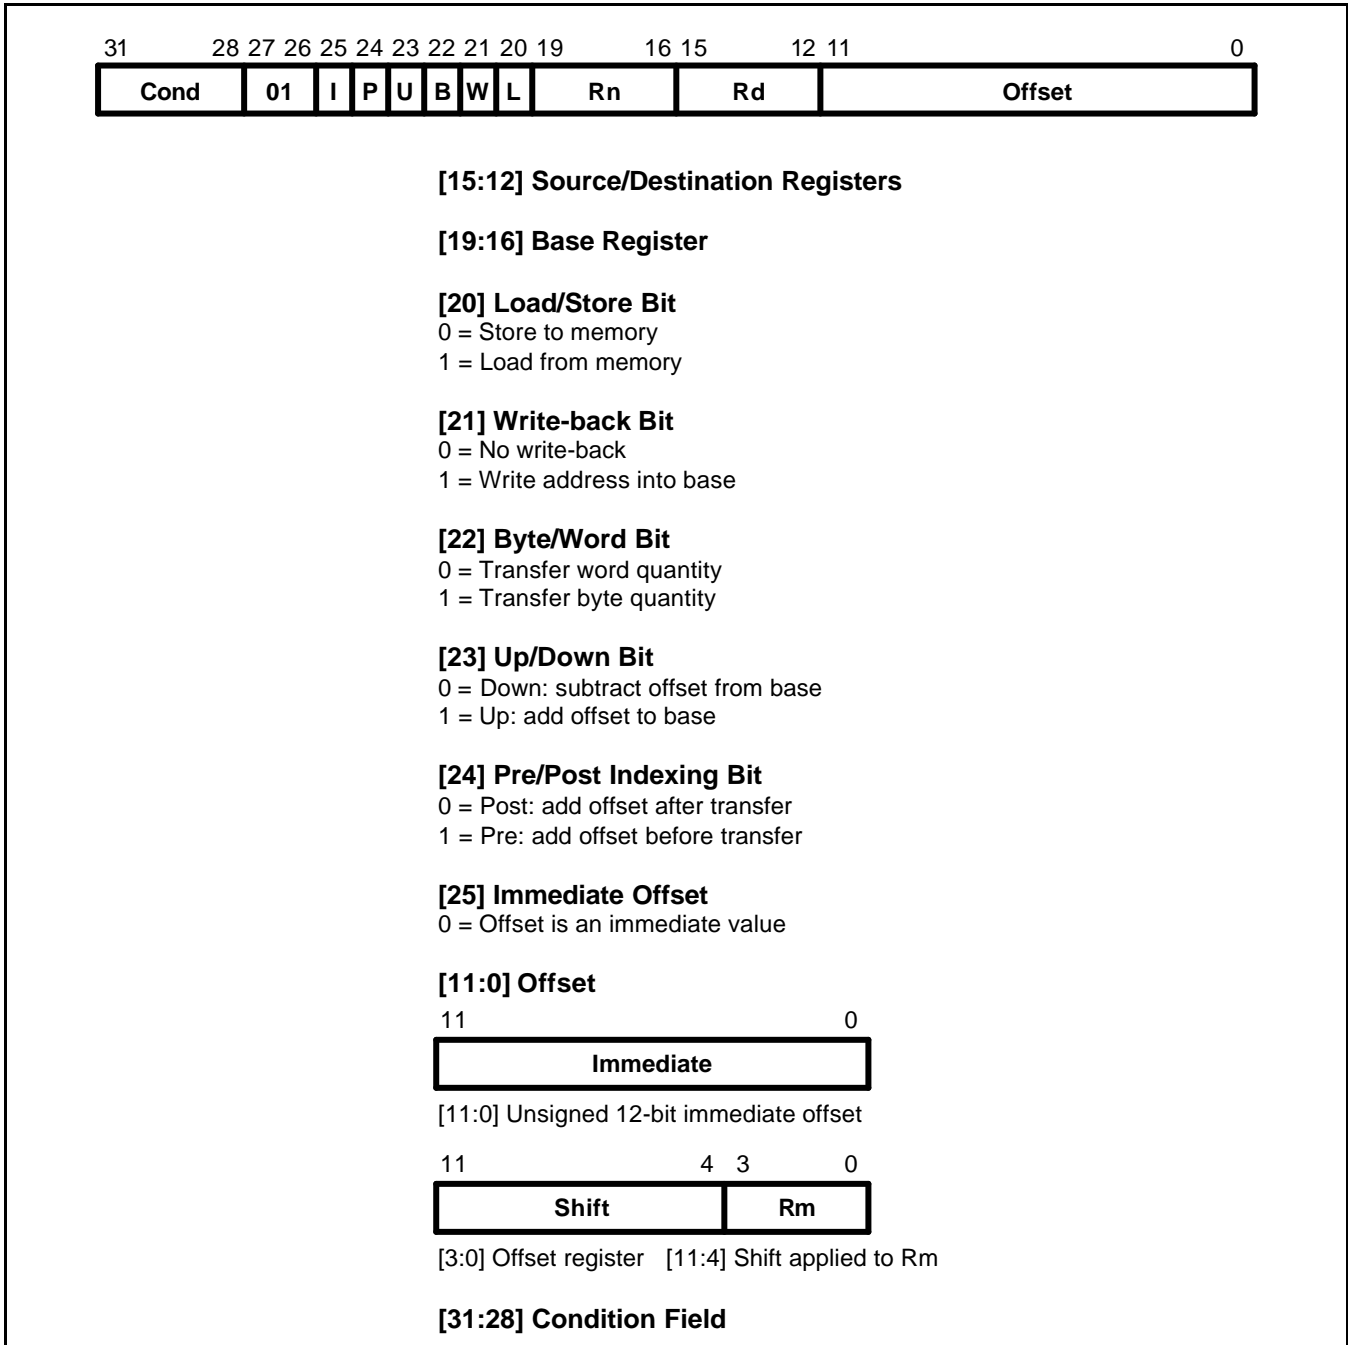 31 28 27 26 25 24 23 22 21 20 19 16 15 12 11 0
Cond 01 I P U B W L Rn Rd Offset
[15:12] Source/Destination Registers
[19:16] Base Register
[20] Load/Store Bit
0 = Store to memory
1 = Load from memory
[21] Write-back Bit
0 = No write-back
1 = Write address into base
[22] Byte/Word Bit
0 = Transfer word quantity
1 = Transfer byte quantity
[23] Up/Down Bit
0 = Down: subtract offset from base
1 = Up: add offset to base
[24] Pre/Post Indexing Bit
0 = Post: add offset after transfer
1 = Pre: add offset before transfer
[25] Immediate Offset
0 = Offset is an immediate value
[11:0] Offset
11 0
Immediate
[11:0] Unsigned 12-bit immediate offset
11 4 3 0
Shift Rm
[3:0] Offset register [11:4] Shift applied to Rm
[31:28] Condition Field